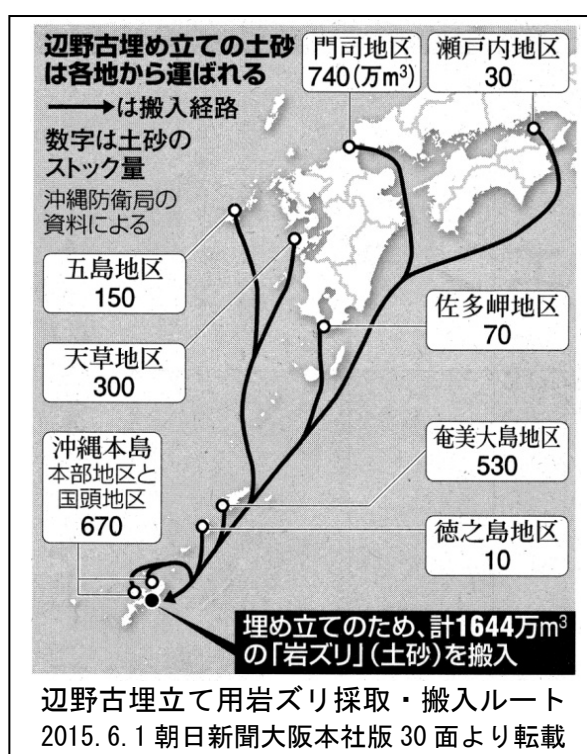 辺野古埋め立ての土砂
は各地から運ばれる
は搬入経路
数字は土砂の
ストック量
沖縄防衛局の
資料による
門司地区
740(万m³)
瀬戸内地区
30
五島地区
150
天草地区
300
佐多岬地区
70
沖縄本島
本部地区と
国頭地区
670
奄美大島地区
530
徳之島地区
10
埋め立てのため、計1644万m³
の「岩ズリ」(土砂)を搬入
辺野古埋立て用岩ズリ採取・搬入ルート
2015.6.1朝日新聞大阪本社版30面より転載